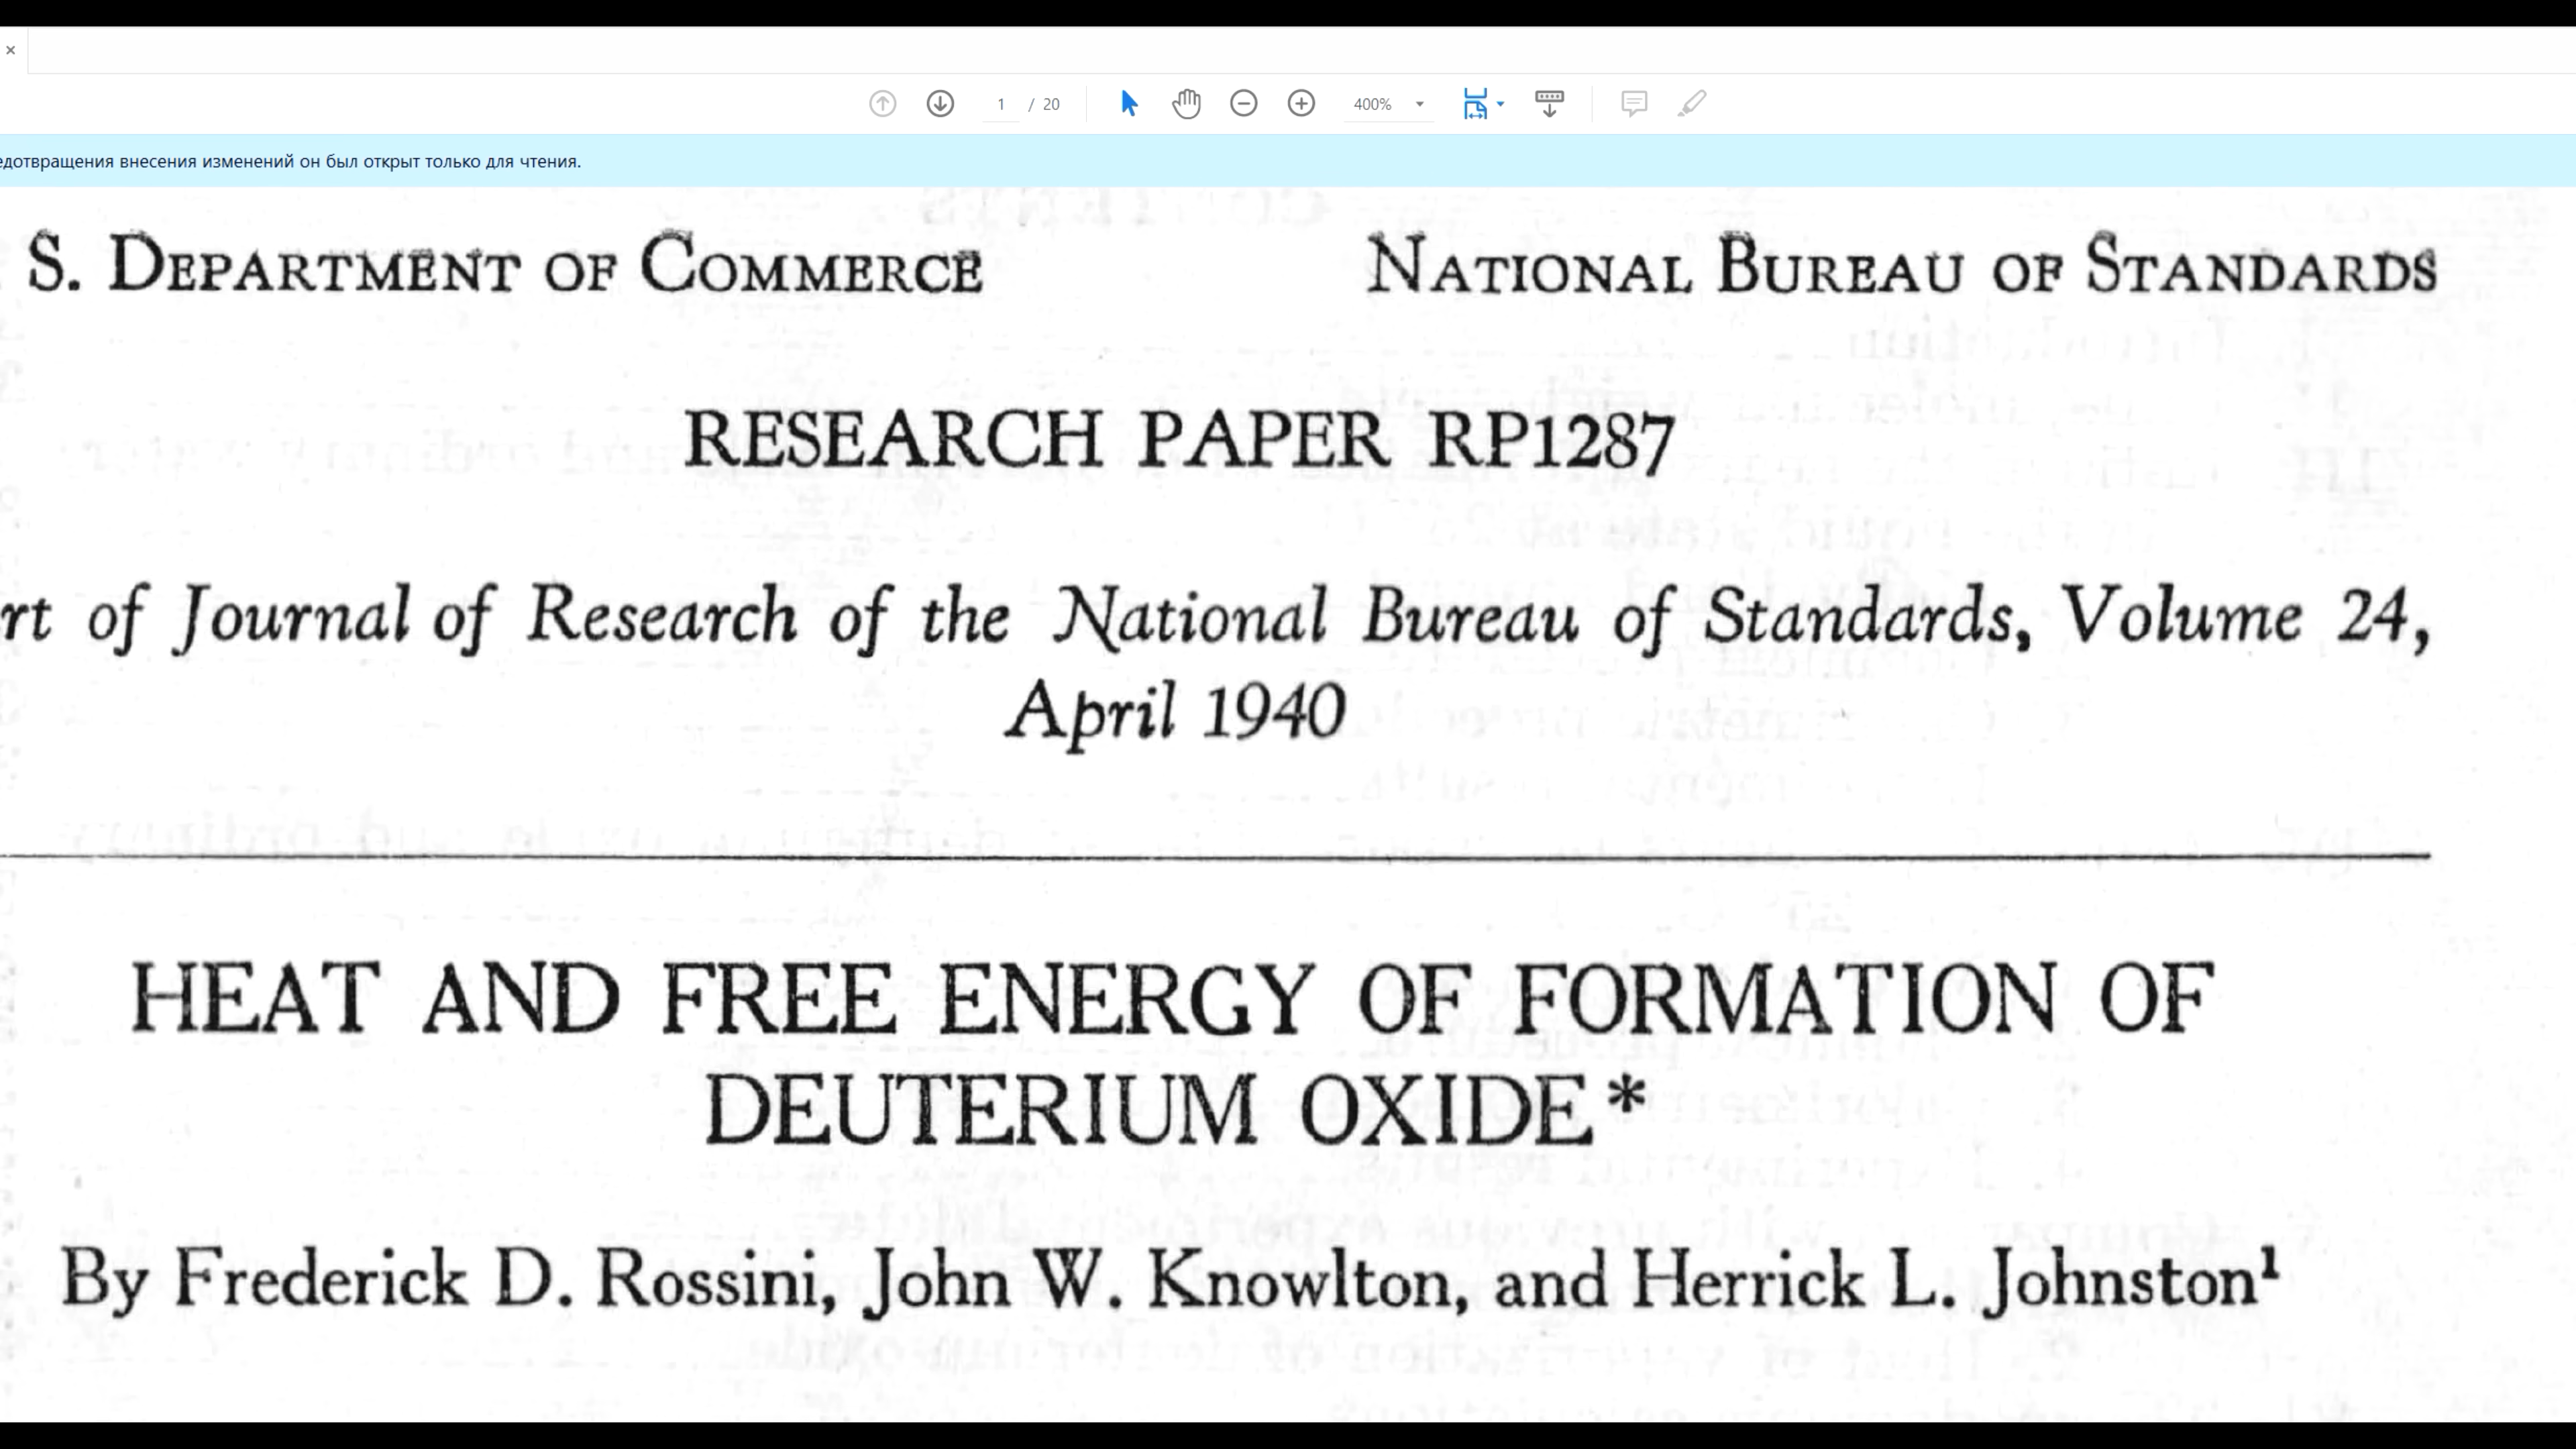 1 / 20
400%
едотвращения внесения изменений он был открыт только для чтения.
S. DEPARTMENT OF COMMERCE NATIONAL BUREAU OF STANDARDS
RESEARCH PAPER RP1287
rt of Journal of Research of the National Bureau of Standards, Volume 24,
April 1940
HEAT AND FREE ENERGY OF FORMATION OF
DEUTERIUM OXIDE *
By Frederick D. Rossini, John W. Knowlton, and Herrick L. Johnston¹